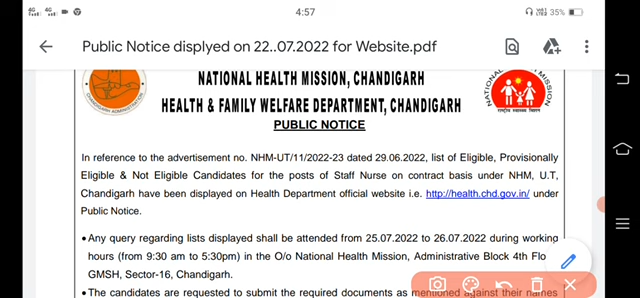 4G 4G 4:57 35%
Public Notice displyed on 22..07.2022 for Website.pdf
NATIONAL HEALTH MISSION, CHANDIGARH
HEALTH & FAMILY WELFARE DEPARTMENT, CHANDIGARH
PUBLIC NOTICE
In reference to the advertisement no. NHM-UT/11/2022-23 dated 29.06.2022, list of Eligible, Provisionally
Eligible & Not Eligible Candidates for the posts of Staff Nurse on contract basis under NHM, U.T,
Chandigarh have been displayed on Health Department official website i.e. http://health.chd.gov.in/ under
Public Notice.
• Any query regarding lists displayed shall be attended from 25.07.2022 to 26.07.2022 during working
hours (from 9:30 am to 5:30pm) in the O/o National Health Mission, Administrative Block 4th Flo
GMSH, Sector-16, Chandigarh.
• The candidates are requested to submit the required documents as mentioned against their names